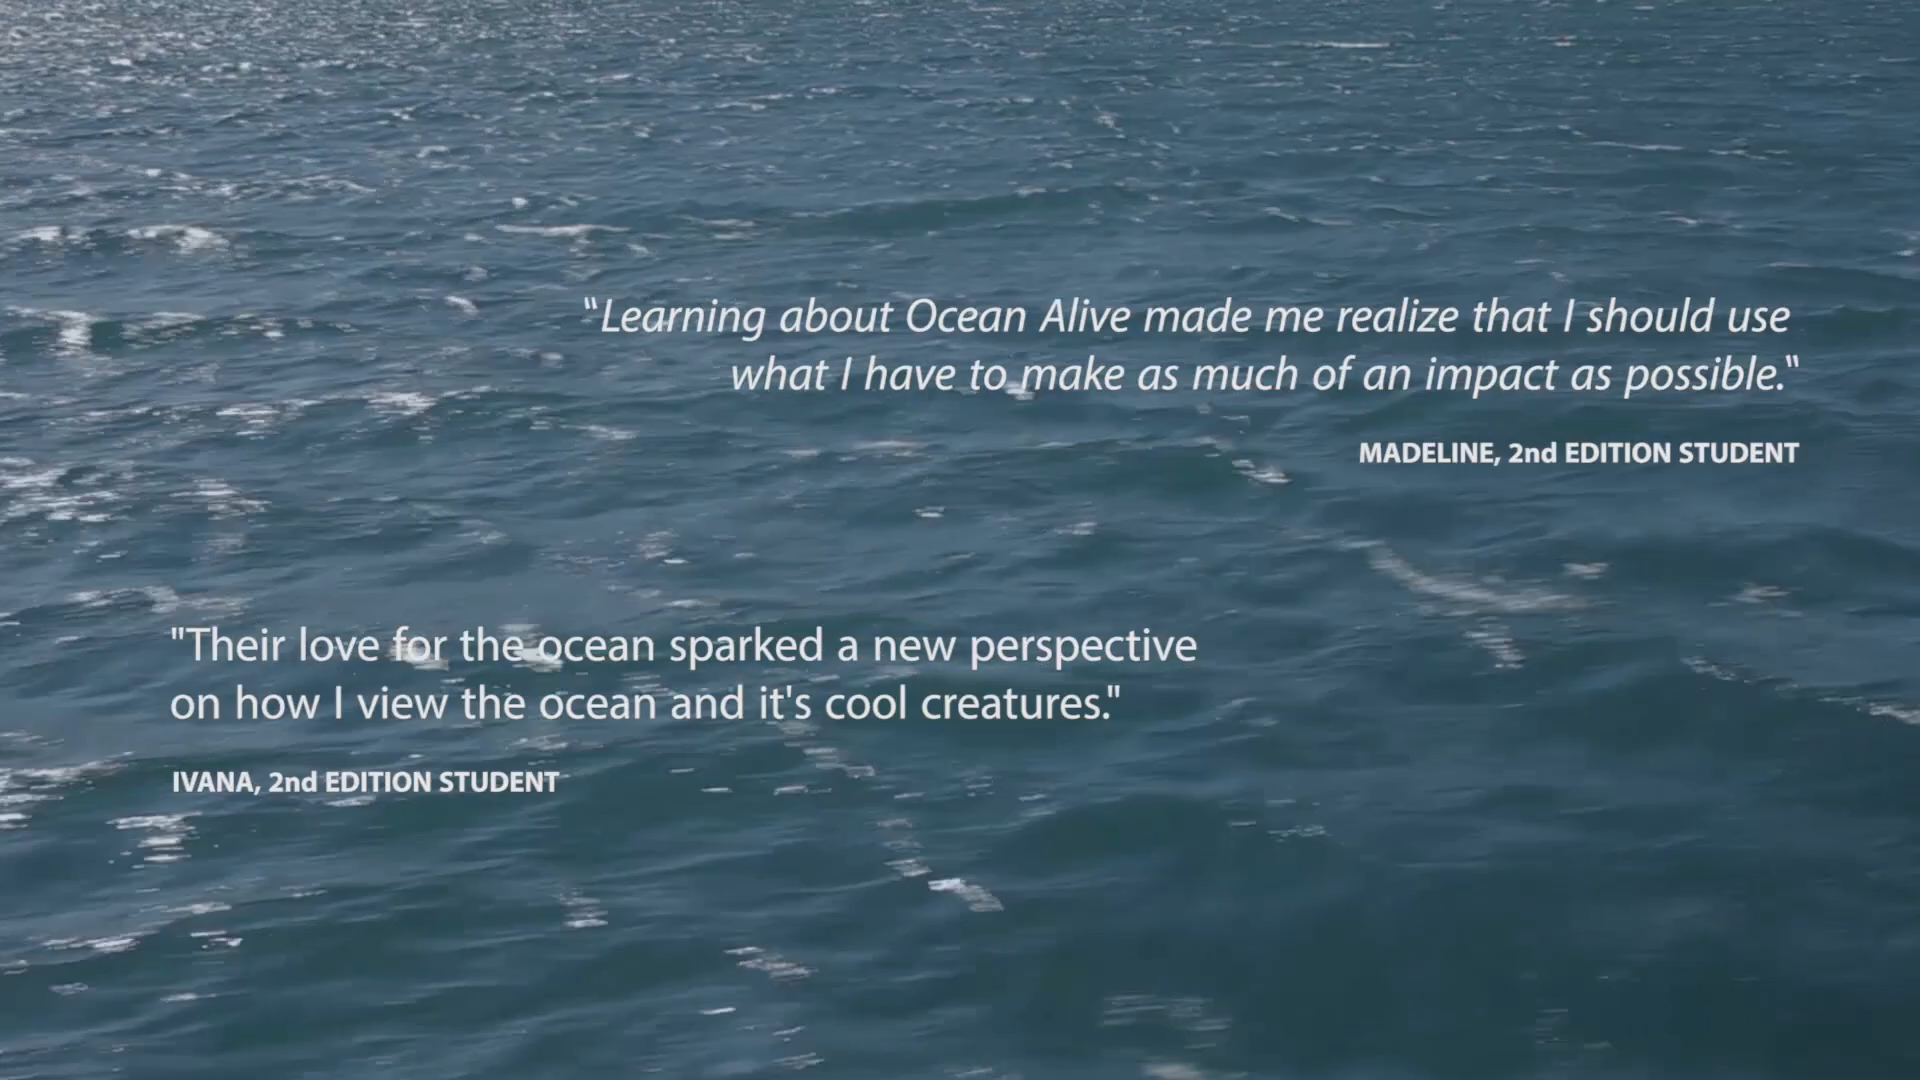 “Learning about Ocean Alive made me realize that I should use
what I have to make as much of an impact as possible.“
MADELINE, 2nd EDITION STUDENT
"Their love for the ocean sparked a new perspective
on how I view the ocean and it's cool creatures."
IVANA, 2nd EDITION STUDENT